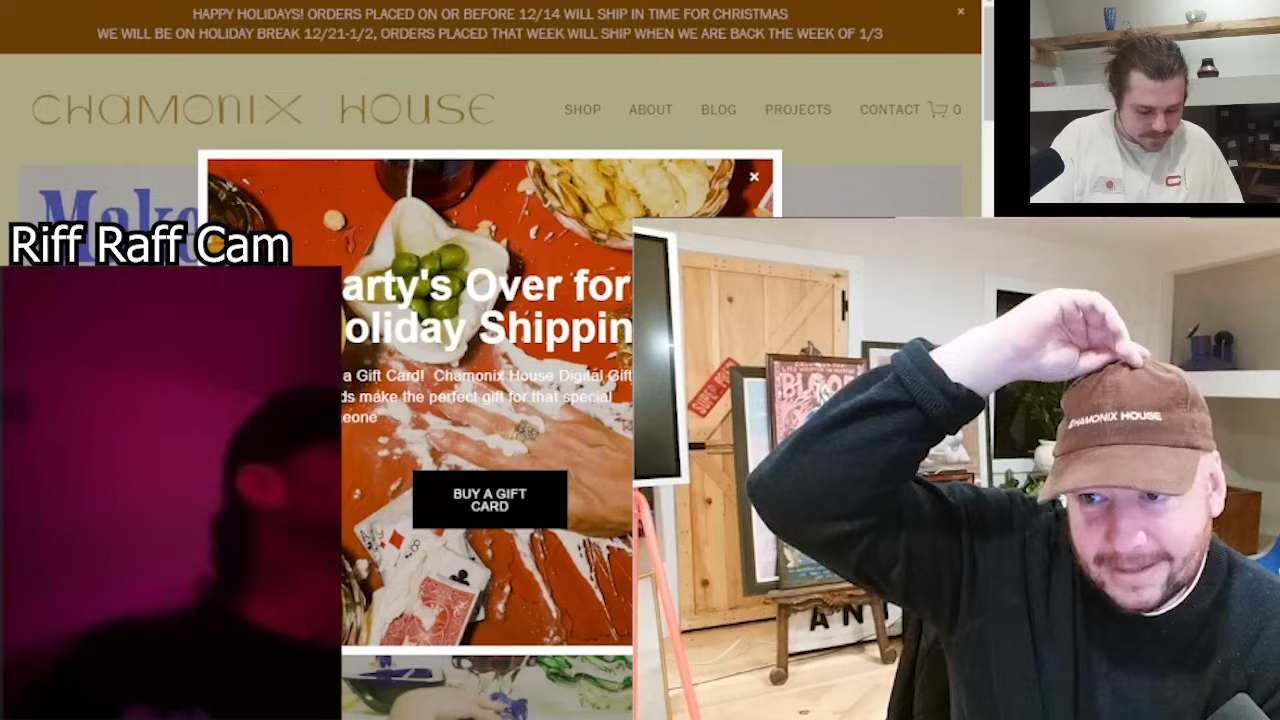 HAPPY HOLIDAYS! ORDERS PLACED ON OR BEFORE 12/14 WILL SHIP IN TIME FOR CHRISTMAS
WE WILL BE ON HOLIDAY BREAK 12/21-1/2, ORDERS PLACED THAT WEEK WILL SHIP WHEN WE ARE BACK THE WEEK OF 1/3
CHAMONIX HOUSE
SHOP ABOUT BLOG PROJECTS CONTACT 0
Make
Riff Raff Cam
arty's Over for
oliday Shippin
a Gift Card! Chamonix House Digital Gift
ds make the perfect gift for that special
eone
BUY A GIFT
CARD
BLOOD
CHAMONIX HOUSE
AN